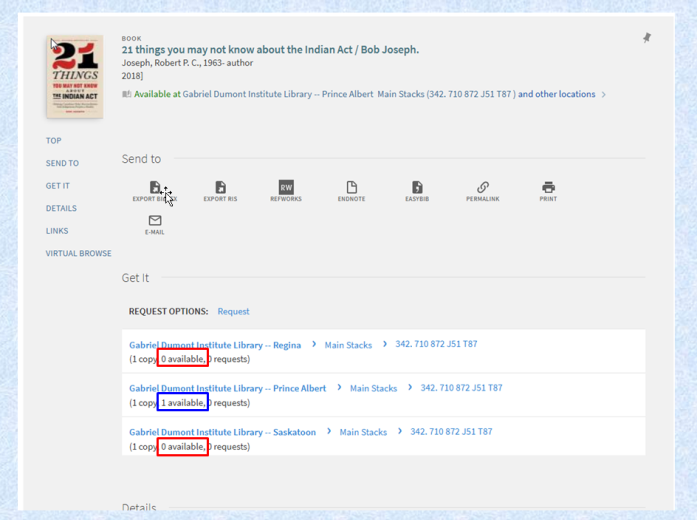 BOOK
21 things you may not know about the Indian Act / Bob Joseph.
Joseph, Robert P. C., 1963- author
2018]
Available at Gabriel Dumont Institute Library -- Prince Albert Main Stacks (342. 710 872 J51 T87 ) and other locations >
21
THINGS
YOU MAY NOT KNOW
ABOUT
THE INDIAN ACT
TOP
SEND TO
GET IT
DETAILS
LINKS
VIRTUAL BROWSE
Send to
EXPORT
EXPORT RIS
RW
REFWORKS
ENDNOTE
EASYBIB
PERMALINK
PRINT
E-MAIL
Get It
REQUEST OPTIONS: Request
Gabriel Dumont Institute Library -- Regina > Main Stacks > 342. 710 872 J51 T87
(1 copy, 0 available, 0 requests)
Gabriel Dumont Institute Library -- Prince Albert > Main Stacks > 342. 710 872 J51 T87
(1 copy, 1 available, 0 requests)
Gabriel Dumont Institute Library -- Saskatoon > Main Stacks > 342. 710 872 J51 T87
(1 copy, 0 available, 0 requests)
Details